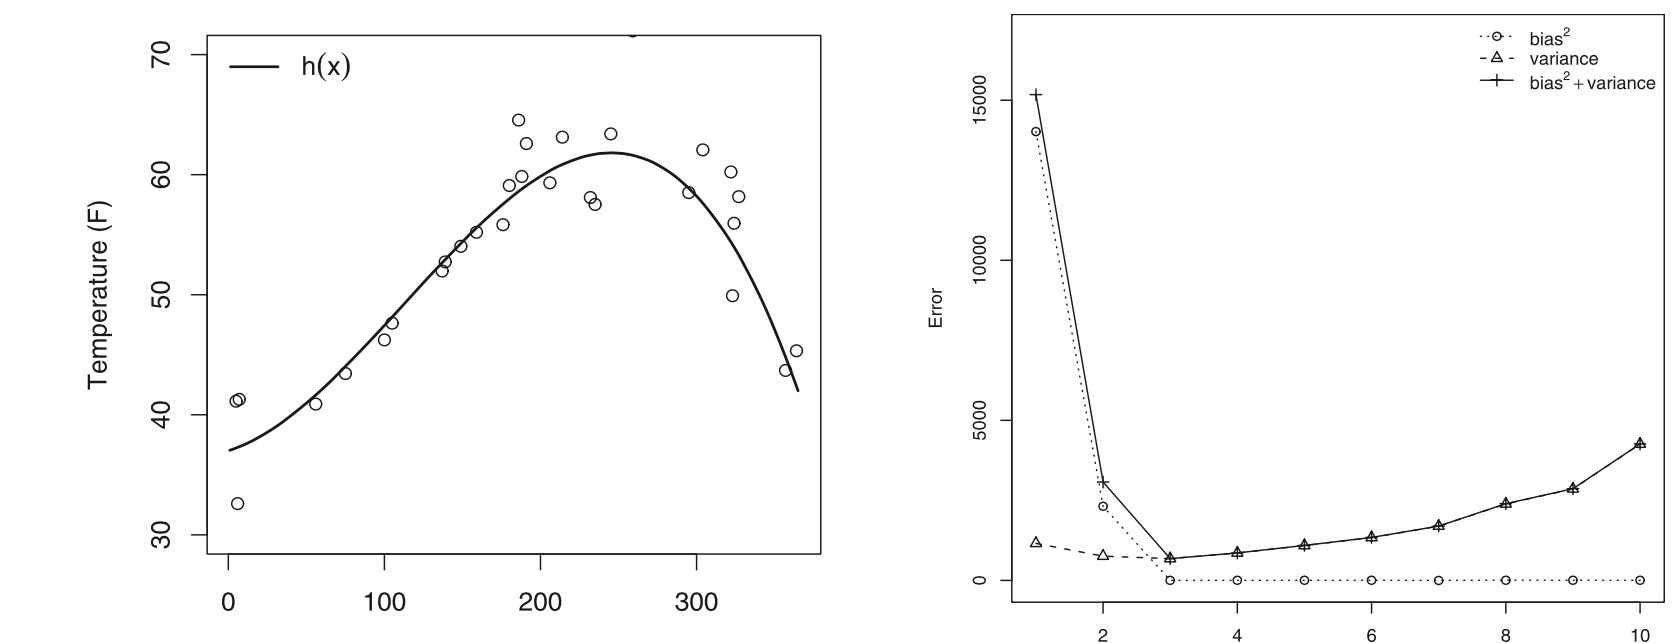 h(x)
Temperature (F)
70
60
50
40
30
0 100 200 300
bias²
variance
bias² + variance
Error
15000
10000
5000
0
2 4 6 8 10